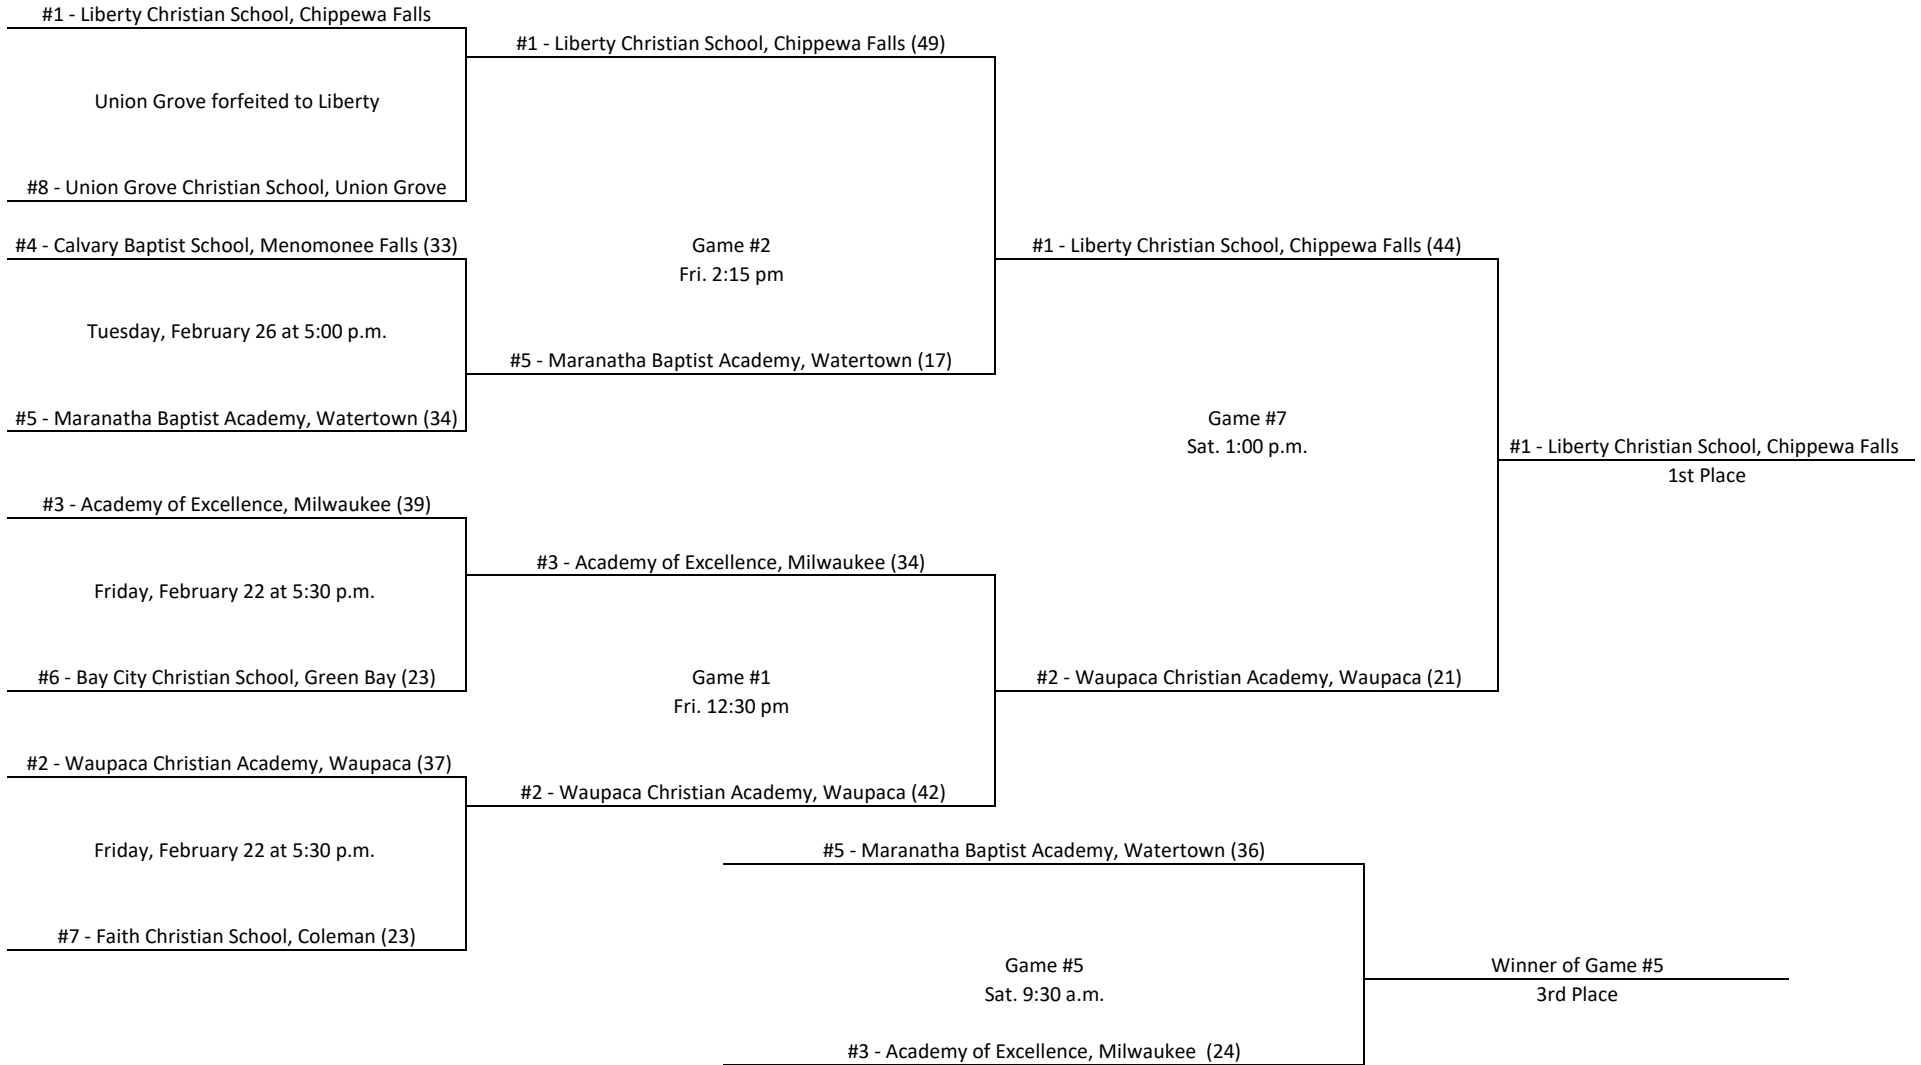 #1 - Liberty Christian School, Chippewa Falls
#1 - Liberty Christian School, Chippewa Falls (49)
Union Grove forfeited to Liberty
#8 - Union Grove Christian School, Union Grove
#4 - Calvary Baptist School, Menomonee Falls (33)
Game #2
Fri. 2:15 pm
#1 - Liberty Christian School, Chippewa Falls (44)
Tuesday, February 26 at 5:00 p.m.
#5 - Maranatha Baptist Academy, Watertown (17)
#5 - Maranatha Baptist Academy, Watertown (34)
Game #7
Sat. 1:00 p.m.
#1 - Liberty Christian School, Chippewa Falls
1st Place
#3 - Academy of Excellence, Milwaukee (39)
#3 - Academy of Excellence, Milwaukee (34)
Friday, February 22 at 5:30 p.m.
#6 - Bay City Christian School, Green Bay (23)
Game #1
Fri. 12:30 pm
#2 - Waupaca Christian Academy, Waupaca (21)
#2 - Waupaca Christian Academy, Waupaca (37)
#2 - Waupaca Christian Academy, Waupaca (42)
Friday, February 22 at 5:30 p.m.
#5 - Maranatha Baptist Academy, Watertown (36)
#7 - Faith Christian School, Coleman (23)
Game #5
Sat. 9:30 a.m.
Winner of Game #5
3rd Place
#3 - Academy of Excellence, Milwaukee  (24)